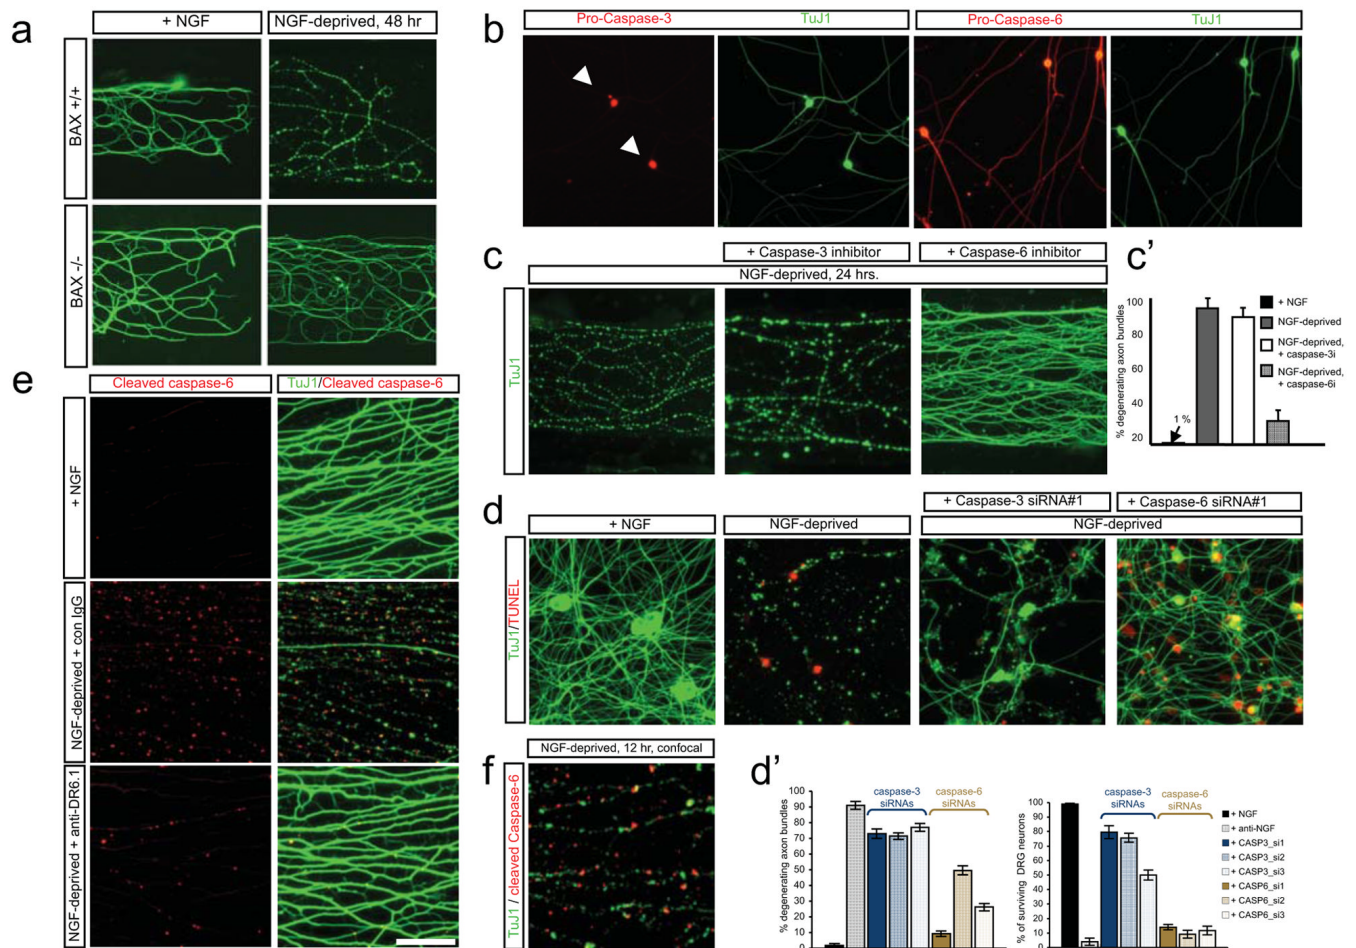 a
+ NGF
NGF-deprived, 48 hr
BAX +/+
BAX -/-
b
Pro-Caspase-3
TuJ1
Pro-Caspase-6
TuJ1
c
+ Caspase-3 inhibitor
+ Caspase-6 inhibitor
NGF-deprived, 24 hrs.
TuJ1
c'
% degenerating axon bundles
100
80
60
40
20
1 %
+ NGF
NGF-deprived
NGF-deprived,
+ caspase-3i
NGF-deprived,
+ caspase-6i
e
Cleaved caspase-6
TuJ1/Cleaved caspase-6
+ NGF
NGF-deprived + con IgG
NGF-deprived + anti-DR6.1
d
+ Caspase-3 siRNA#1
+ Caspase-6 siRNA#1
+ NGF
NGF-deprived
NGF-deprived
TuJ1/TUNEL
f
NGF-deprived, 12 hr, confocal
TuJ1 / cleaved Caspase-6
d'
% degenerating axon bundles
100
90
80
70
60
50
40
30
20
10
0
caspase-3
siRNAs
caspase-6
siRNAs
% of surviving DRG neurons
100
90
80
70
60
50
40
30
20
10
0
caspase-3
siRNAs
caspase-6
siRNAs
+ NGF
+ anti-NGF
+ CASP3_si1
+ CASP3_si2
+ CASP3_si3
+ CASP6_si1
+ CASP6_si2
+ CASP6_si3